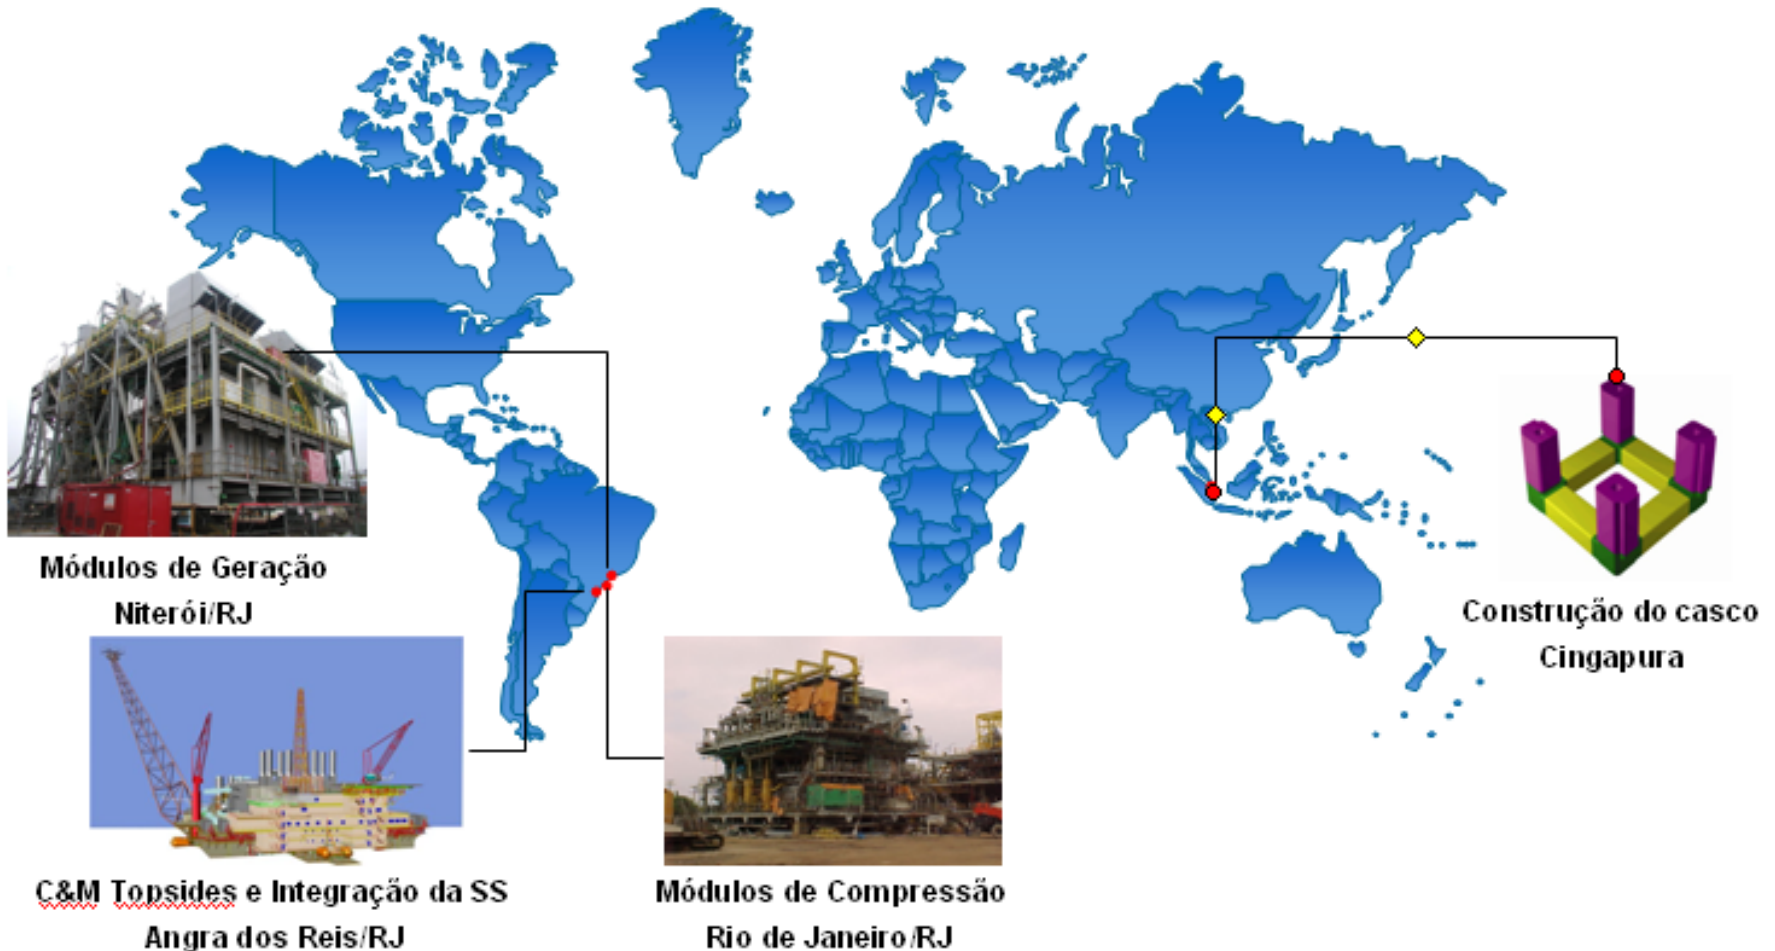 Módulos de Geração
Niterói/RJ
Construção do casco
Cingapura
C&M Topsides e Integração da SS
Angra dos Reis/RJ
Módulos de Compressão
Rio de Janeiro/RJ